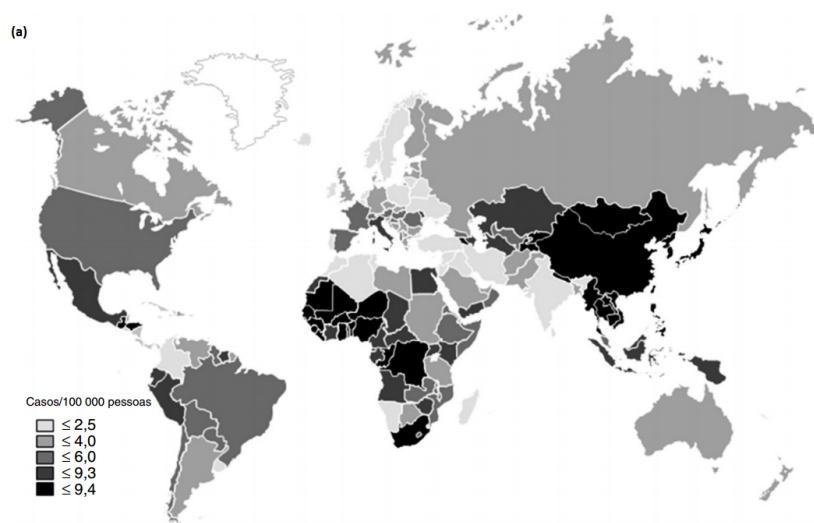 (a)
Casos/100 000 pessoas
≤ 2,5
≤ 4,0
≤ 6,0
≤ 9,3
≤ 9,4